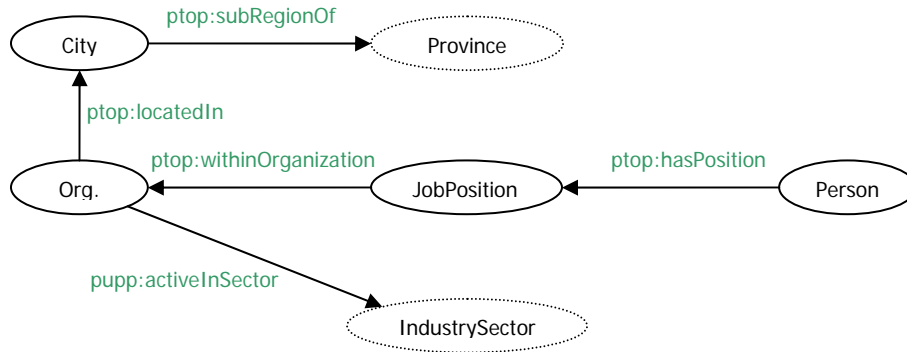 ptop:subRegionOf
City
Province
ptop:locatedIn
ptop:withinOrganization
ptop:hasPosition
Org.
JobPosition
Person
pupp:activeInSector
IndustrySector